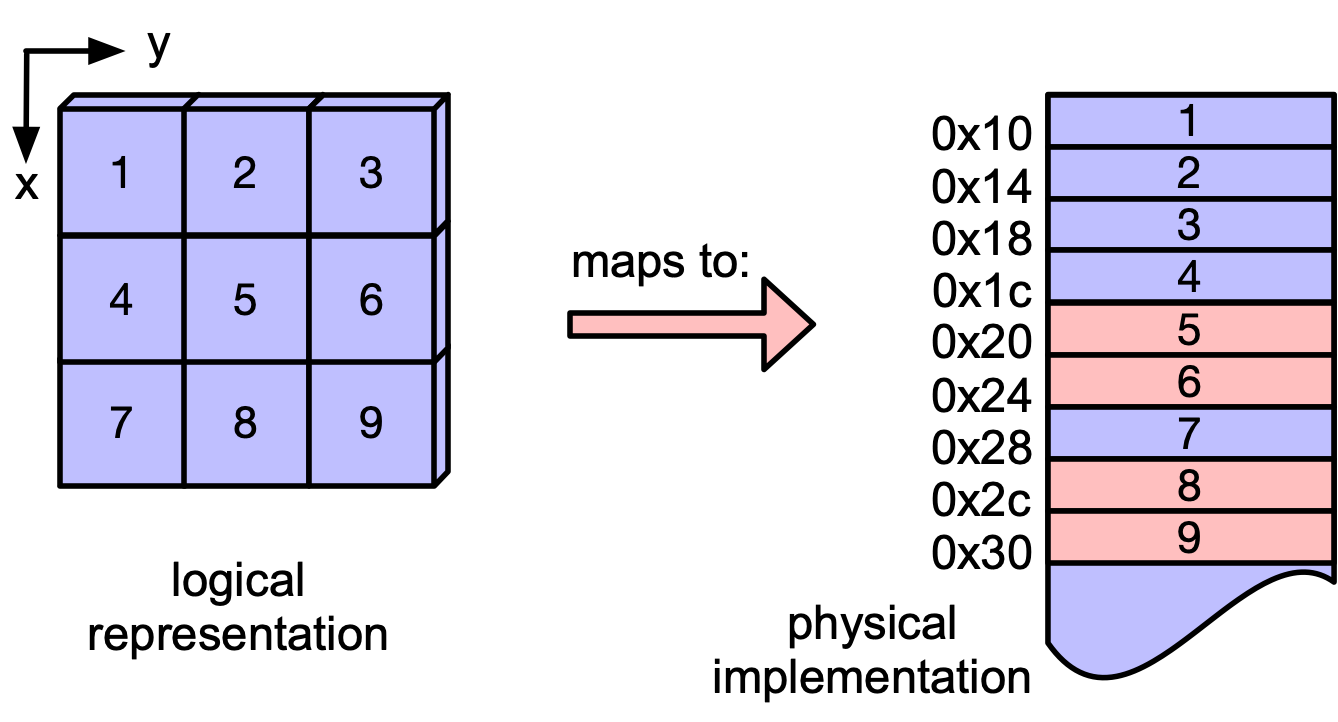 y
x
1 2 3
4 5 6
7 8 9
logical
representation
maps to:
0x10 1
0x14 2
0x18 3
0x1c 4
0x20 5
0x24 6
0x28 7
0x2c 8
0x30 9
physical
implementation